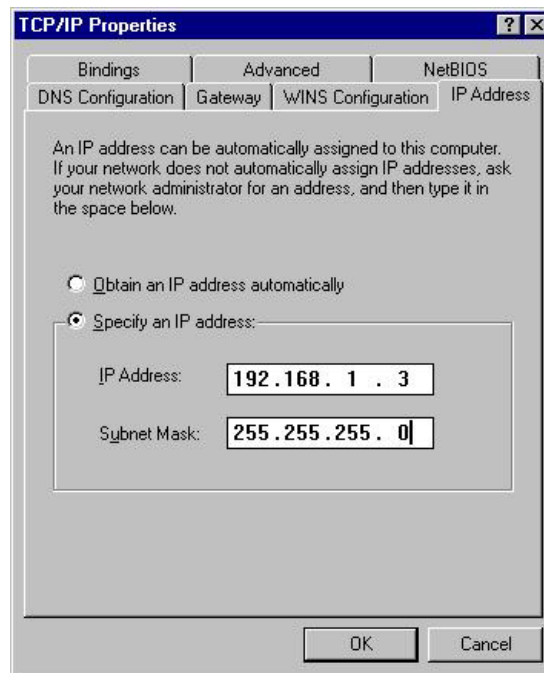 TCP/IP Properties
Bindings
Advanced
NetBIOS
DNS Configuration
Gateway
WINS Configuration
IP Address
An IP address can be automatically assigned to this computer.
If your network does not automatically assign IP addresses, ask
your network administrator for an address, and then type it in
the space below.
Obtain an IP address automatically
Specify an IP address:
IP Address: 192.168. 1 . 3
Subnet Mask: 255.255.255. 0
OK
Cancel